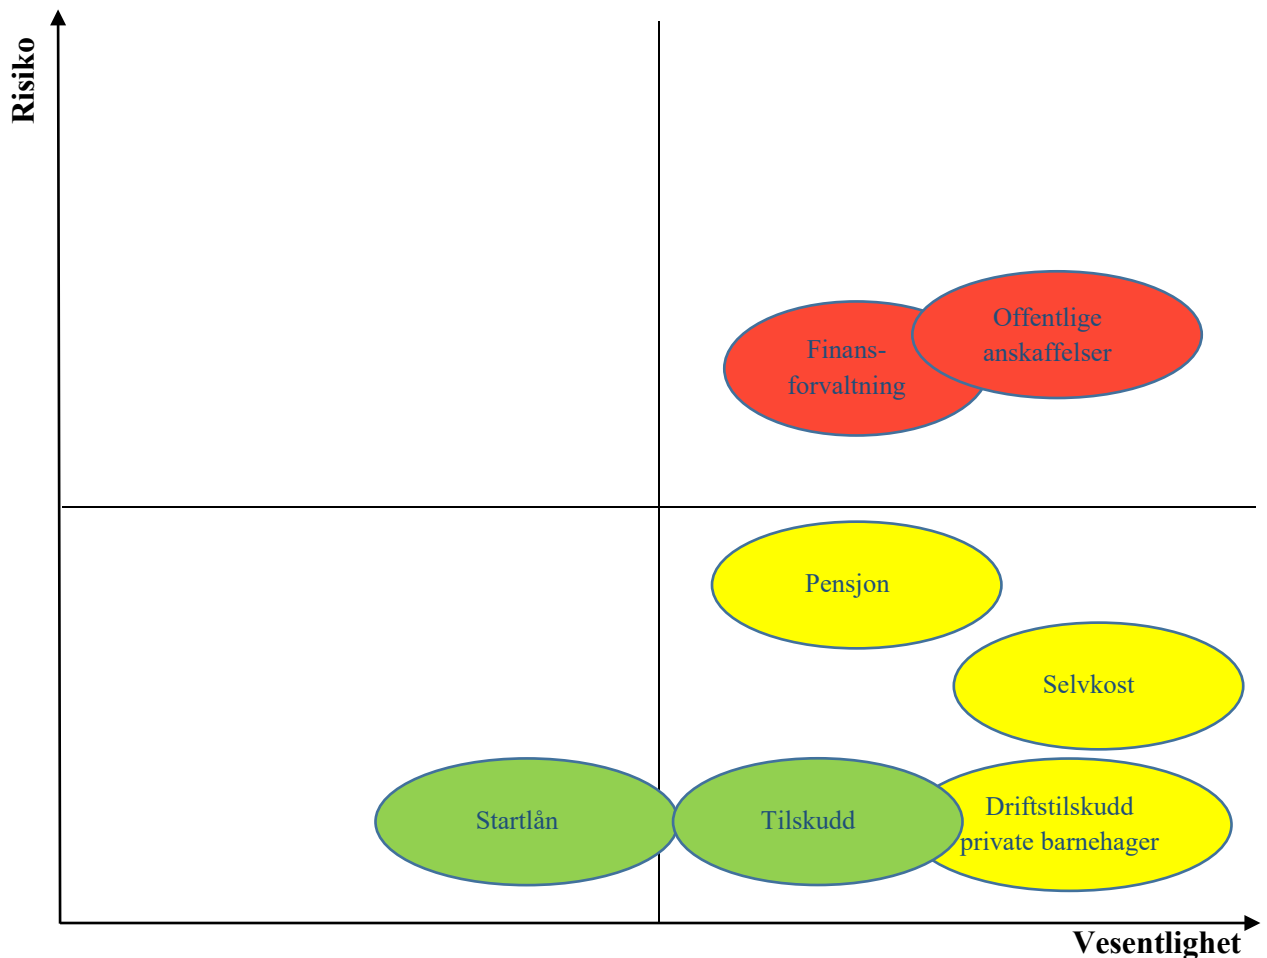 Risiko
Offentlige
anskaffelser
Finans-
forvaltning
Pensjon
Selvkost
Startlån
Tilskudd
Driftstilskudd
private barnehager
Vesentlighet